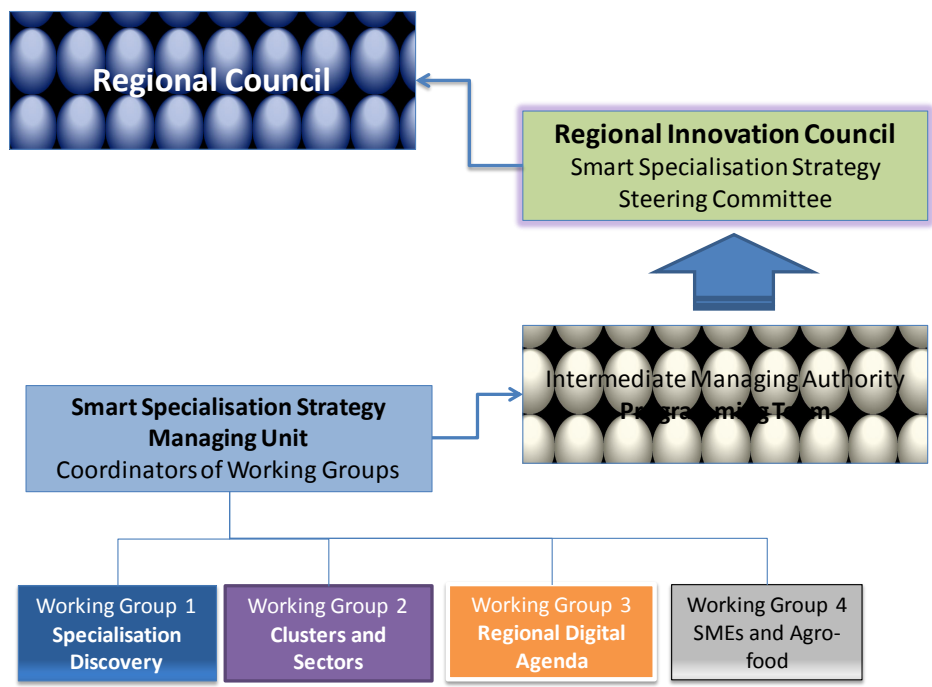 Regional Council
Regional Innovation Council
Smart Specialisation Strategy
Steering Committee
Intermediate Managing Authority
Programming Team
Smart Specialisation Strategy
Managing Unit
Coordinators of Working Groups
Working Group 1
Specialisation
Discovery
Working Group 2
Clusters and
Sectors
Working Group 3
Regional Digital
Agenda
Working Group 4
SMEs and Agro-
food